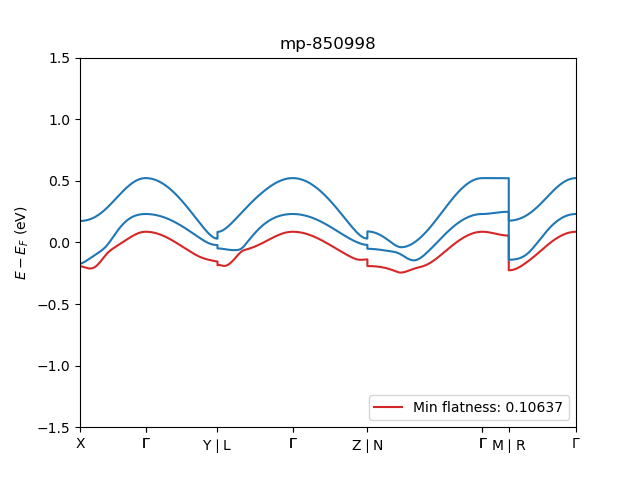 mp-850998
E − E_F (eV)
1.5
1.0
0.5
0.0
−0.5
−1.0
−1.5
Min flatness: 0.10637
X Γ Y | L Γ Z | N Γ M | R Γ